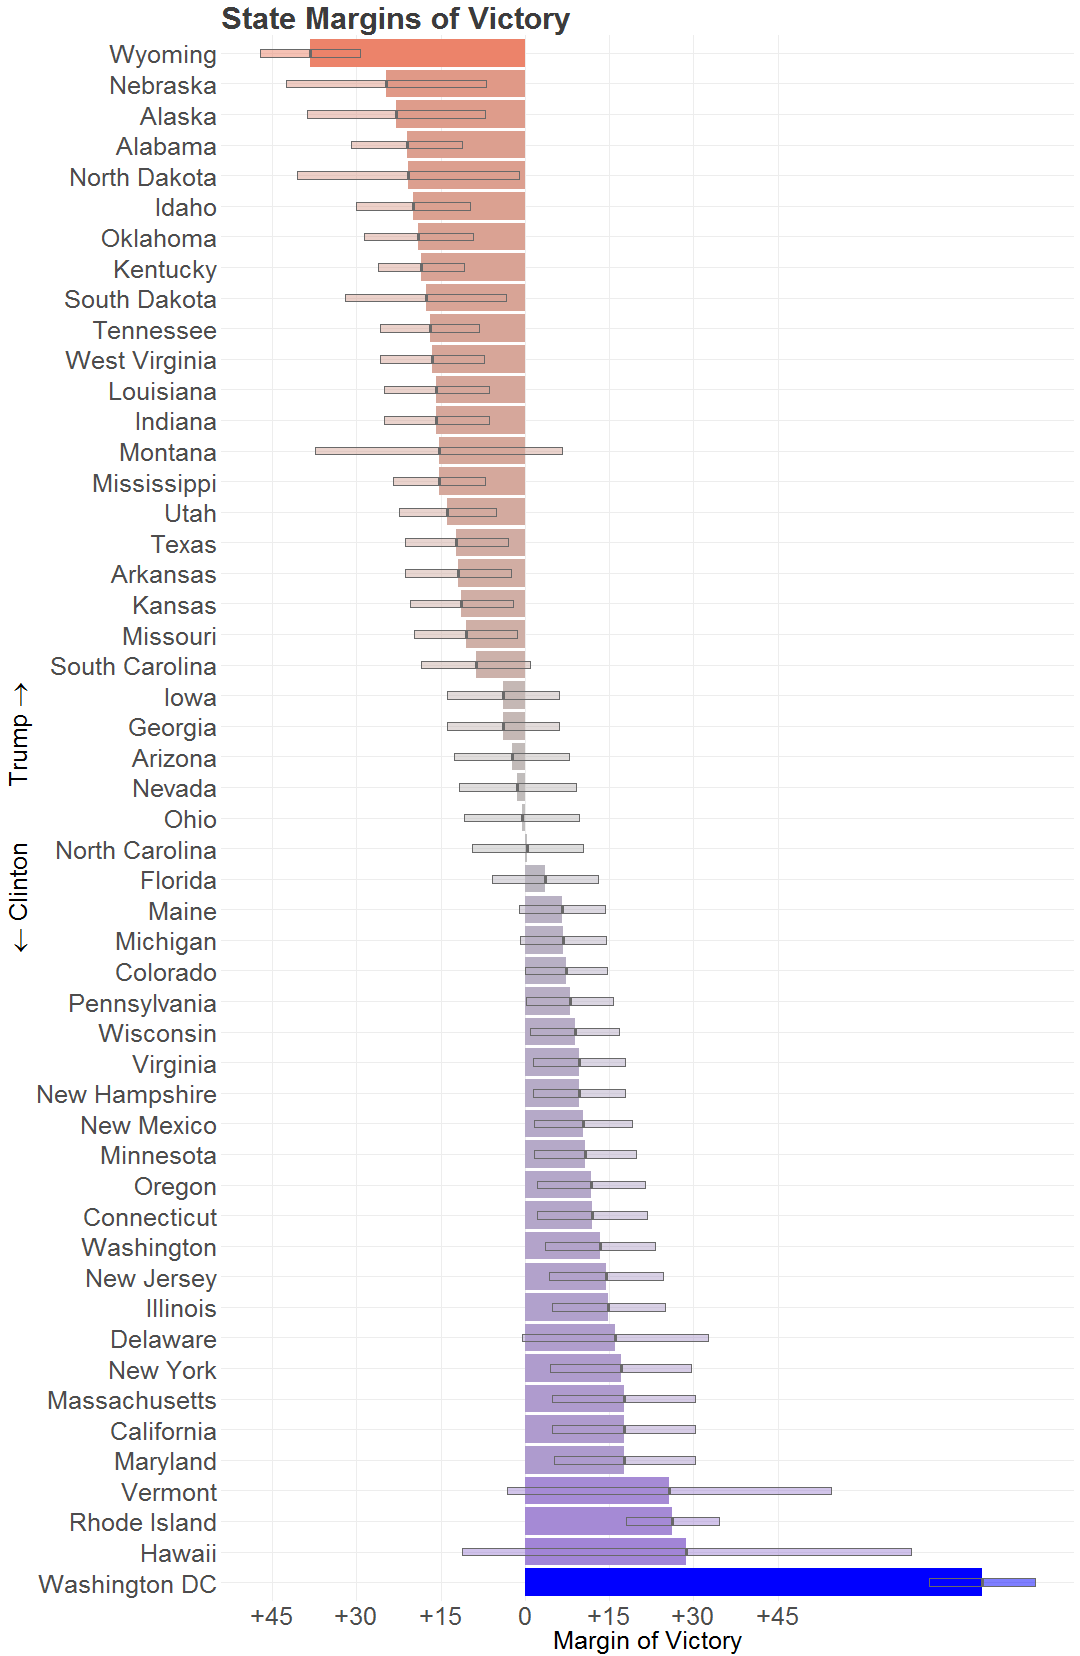 State Margins of Victory
Wyoming
Nebraska
Alaska
Alabama
North Dakota
Idaho
Oklahoma
Kentucky
South Dakota
Tennessee
West Virginia
Louisiana
Indiana
Montana
Mississippi
Utah
Texas
Arkansas
Kansas
Missouri
South Carolina
Iowa
Georgia
Arizona
Nevada
Ohio
North Carolina
Florida
Maine
Michigan
Colorado
Pennsylvania
Wisconsin
Virginia
New Hampshire
New Mexico
Minnesota
Oregon
Connecticut
Washington
New Jersey
Illinois
Delaware
New York
Massachusetts
California
Maryland
Vermont
Rhode Island
Hawaii
Washington DC
← Clinton Trump →
+45 +30 +15 0 +15 +30 +45
Margin of Victory